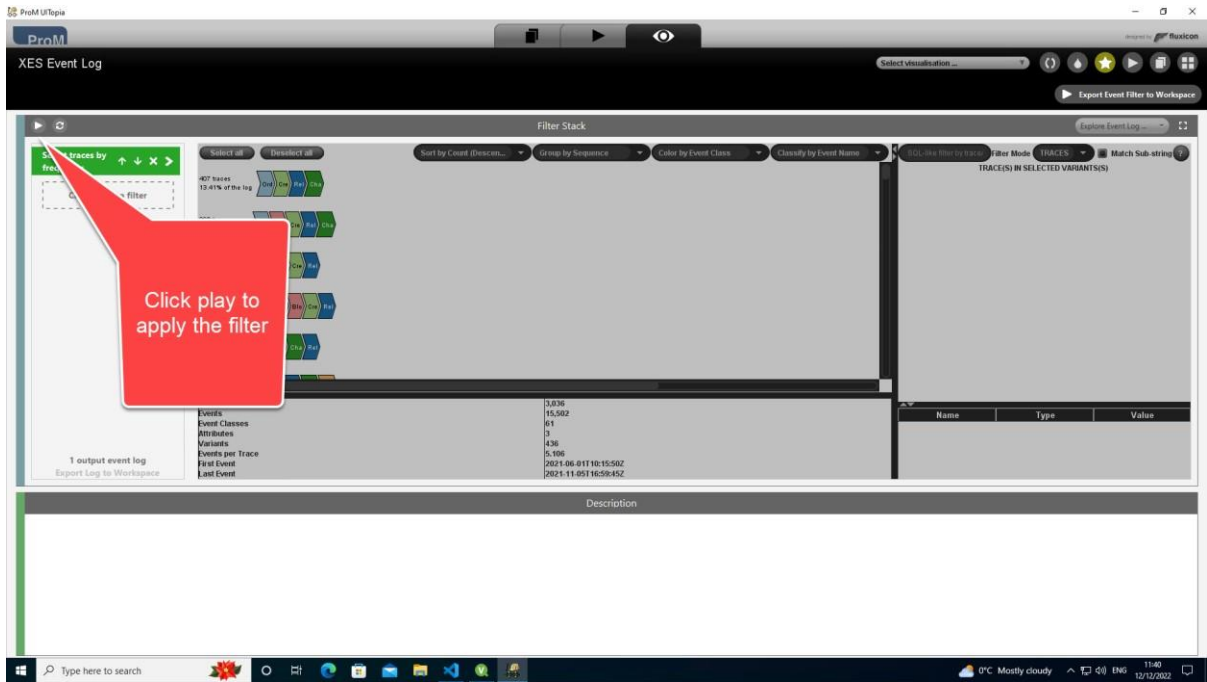 ProM UITopia
ProM
designed by fluxicon
XES Event Log
Select visualisation ...
Export Event Filter to Workspace
Filter Stack
Explore Event Log ...
Select all
Deselect all
Sort by Count (Descen...
Group by Sequence
Color by Event Class
Classify by Event Name
Filter Mode
TRACES
Match Sub-string
?
traces by
filter
407 traces
13.41% of the log
Ord Cre Rel Cha
Cre Rel Cha
Cre Rel
Blo Cre Rel
Cha Rel
TRACE(S) IN SELECTED VARIANTS(S)
Click play to
apply the filter
3,036
Events 15,502
Event Classes 61
Attributes 3
Variants 436
Events per Trace 5.106
First Event 2021-06-01T10:15:50Z
Last Event 2021-11-05T16:59:45Z
Name Type Value
1 output event log
Export Log to Workspace
Description
Type here to search
0°C Mostly cloudy
ENG
11:40
12/12/2022